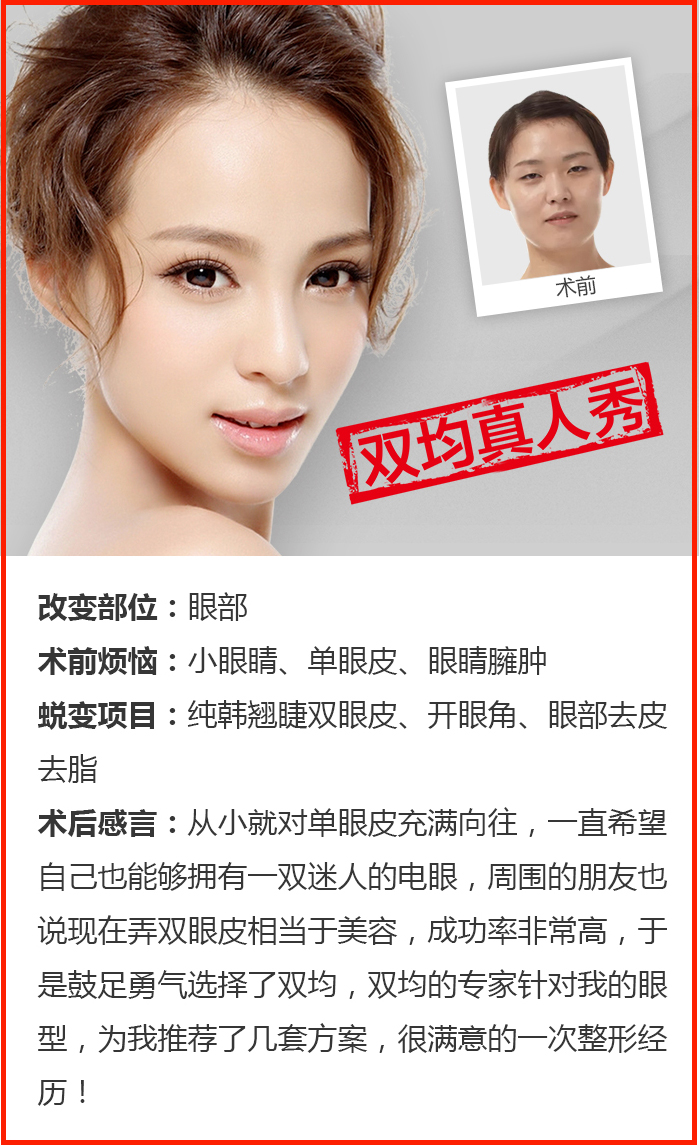 术前
双均真人秀
改变部位：眼部
术前烦恼：小眼睛、单眼皮、眼睛臃肿
蜕变项目：纯韩翘睫双眼皮、开眼角、眼部去皮
去脂
术后感言：从小就对单眼皮充满向往，一直希望
自己也能够拥有一双迷人的电眼，周围的朋友也
说现在弄双眼皮相当于美容，成功率非常高，于
是鼓足勇气选择了双均，双均的专家针对我的眼
型，为我推荐了几套方案，很满意的一次整形经
历！